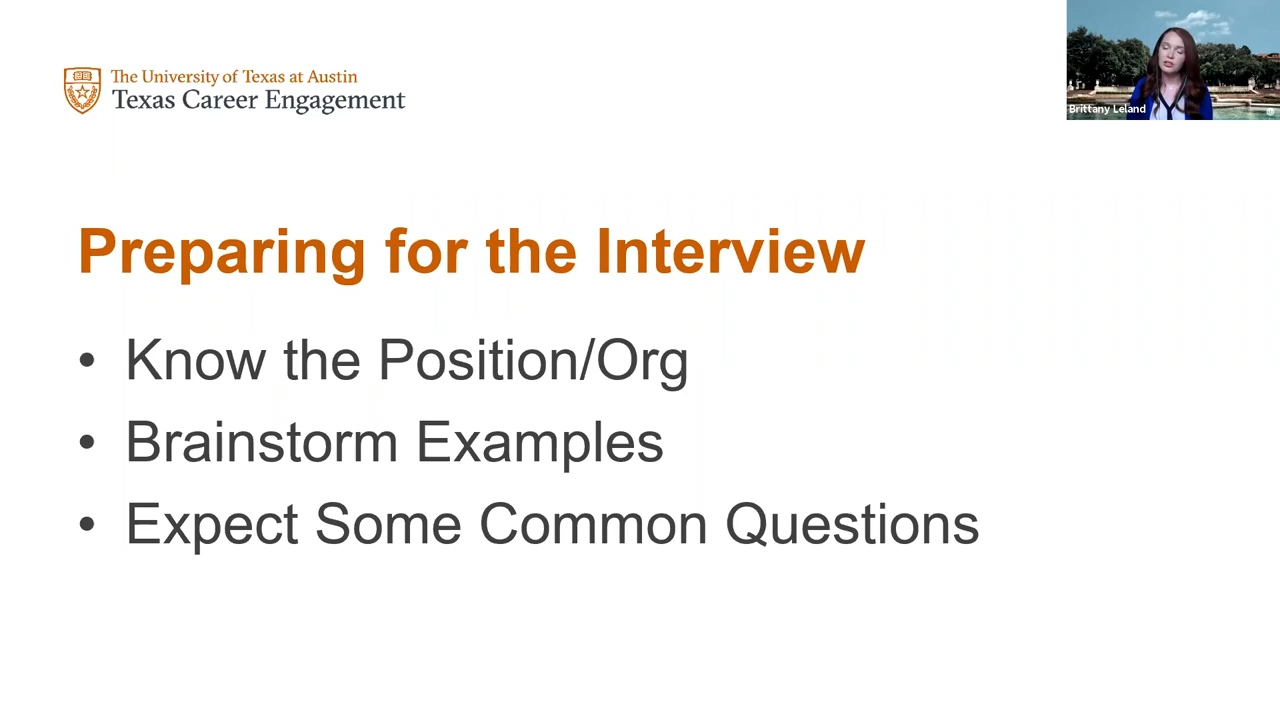 The University of Texas at Austin
Texas Career Engagement
Brittany Leland
Preparing for the Interview
• Know the Position/Org
• Brainstorm Examples
• Expect Some Common Questions